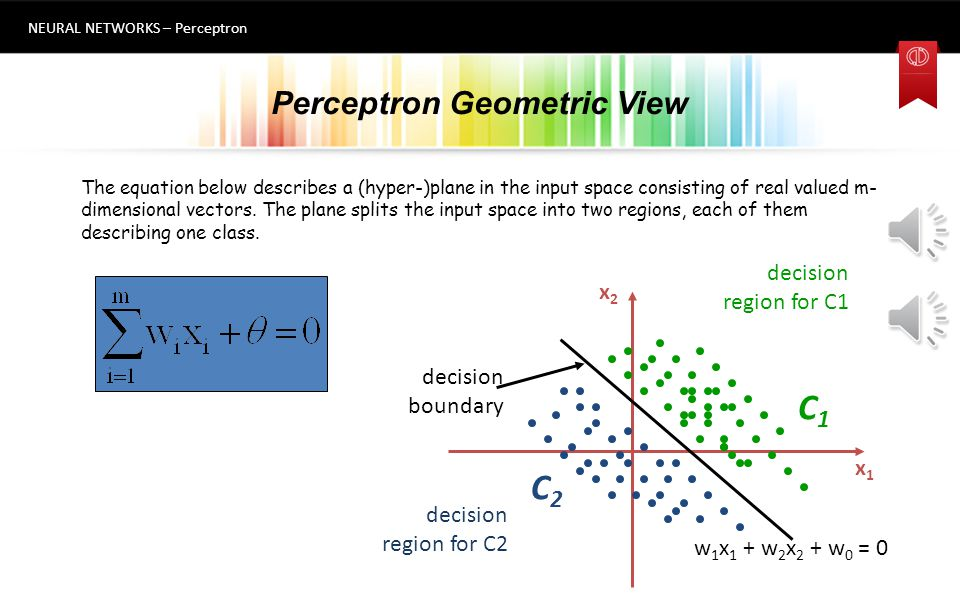 NEURAL NETWORKS – Perceptron
Perceptron Geometric View
The equation below describes a (hyper-)plane in the input space consisting of real valued m-
dimensional vectors. The plane splits the input space into two regions, each of them
describing one class.
m
∑ wᵢxᵢ + θ = 0
i=1
decision
region for C1
x₂
decision
boundary
C₁
x₁
C₂
decision
region for C2
w₁x₁ + w₂x₂ + w₀ = 0